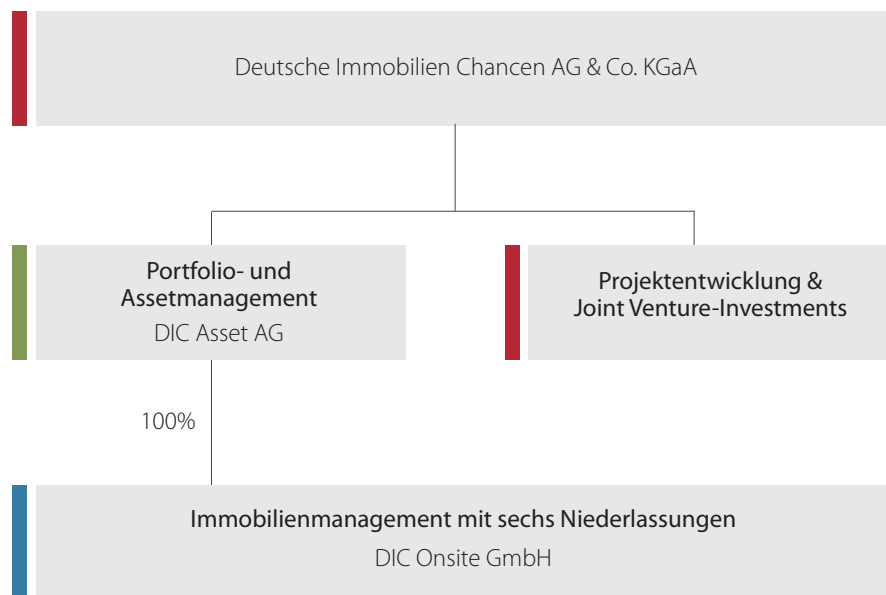 Deutsche Immobilien Chancen AG & Co. KGaA
Portfolio- und
Assetmanagement
DIC Asset AG
Projektentwicklung &
Joint Venture-Investments
100%
Immobilienmanagement mit sechs Niederlassungen
DIC Onsite GmbH